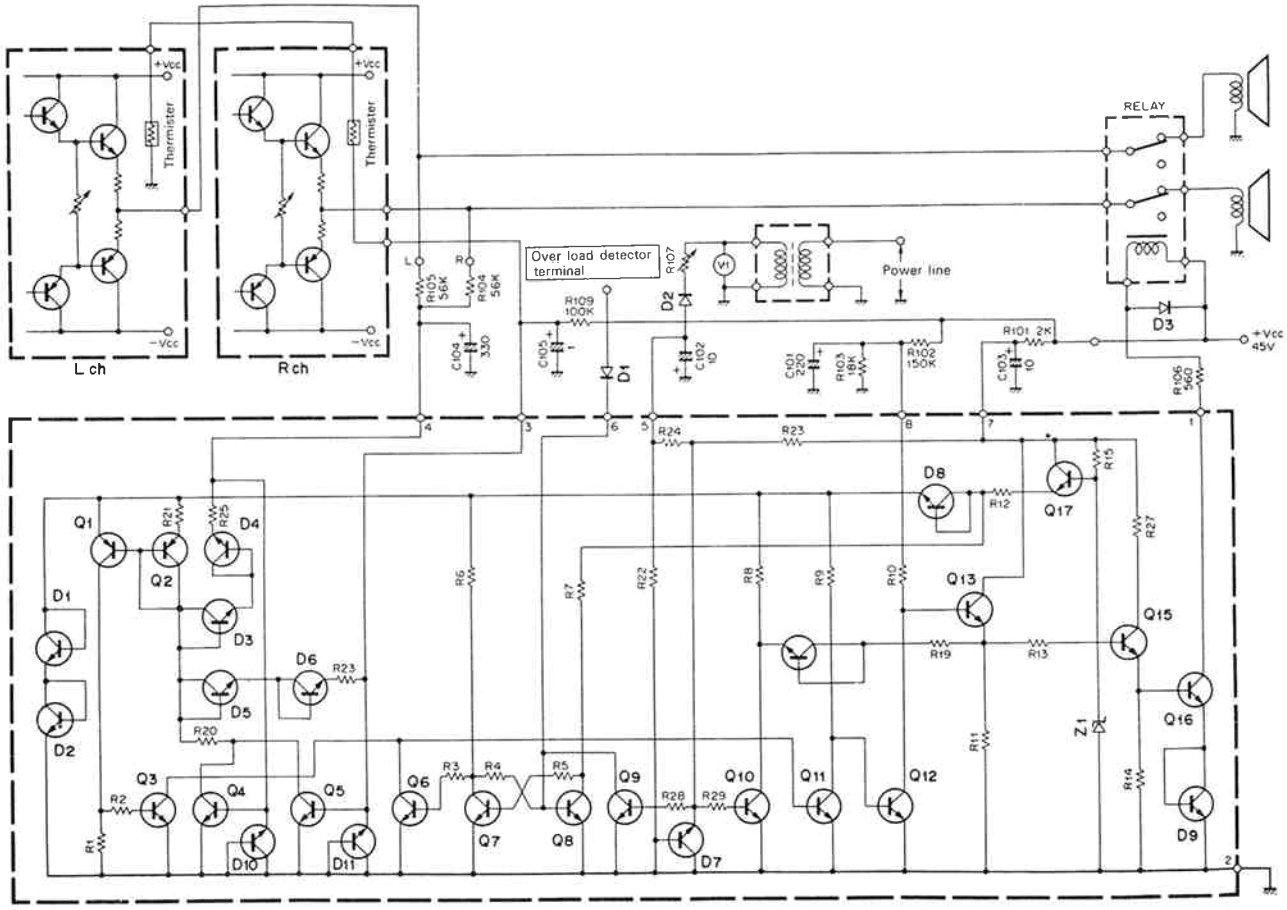 +Vcc
Thermister
-Vcc
L ch
+Vcc
Thermister
-Vcc
R ch
RELAY
Over load detector
terminal
Power line
V1
R107
D2
L
R105
56K
R
R104
56K
R109
100K
C104
330
C105
1
D1
C102
10
C101
220
R103
18K
R102
150K
R101 2K
C103
10
D3
+Vcc
45V
R106
560
4
3
6
5
8
7
1
R24
R23
R15
D8
R12
Q17
R27
Q1
R21
R25
D4
Q2
D3
D1
D2
D5
D6
R23
R20
R6
R7
R22
R8
R9
R10
Q13
R19
R13
Q15
Q16
Z1
R11
R14
R2
Q3
Q4
Q5
Q6
R3
R4
R5
Q9
R28
R29
Q10
Q11
Q12
R1
D10
D11
Q7
Q8
D7
D9
2